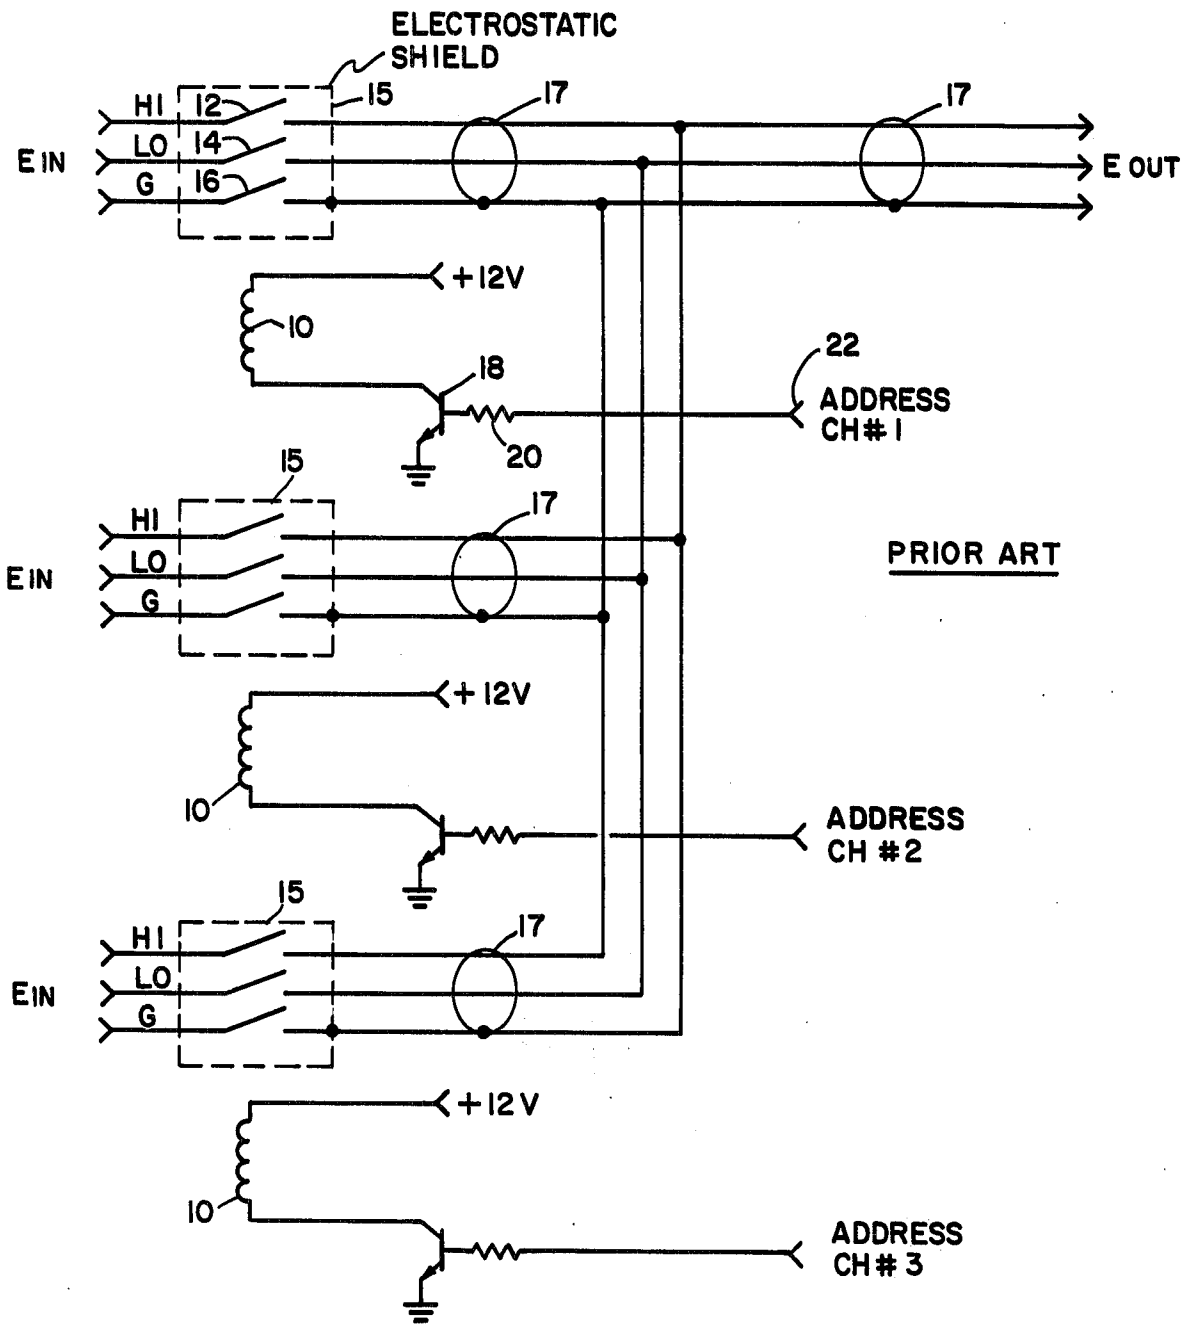 ELECTROSTATIC
SHIELD
HI 12 15 17 17
LO 14
E IN E OUT
G 16
+12V
10
22
18
ADDRESS
CH#1
20
15
17
HI
LO
E IN
G
PRIOR ART
+12V
10
ADDRESS
CH #2
15
17
HI
LO
E IN
G
+12V
10
ADDRESS
CH# 3